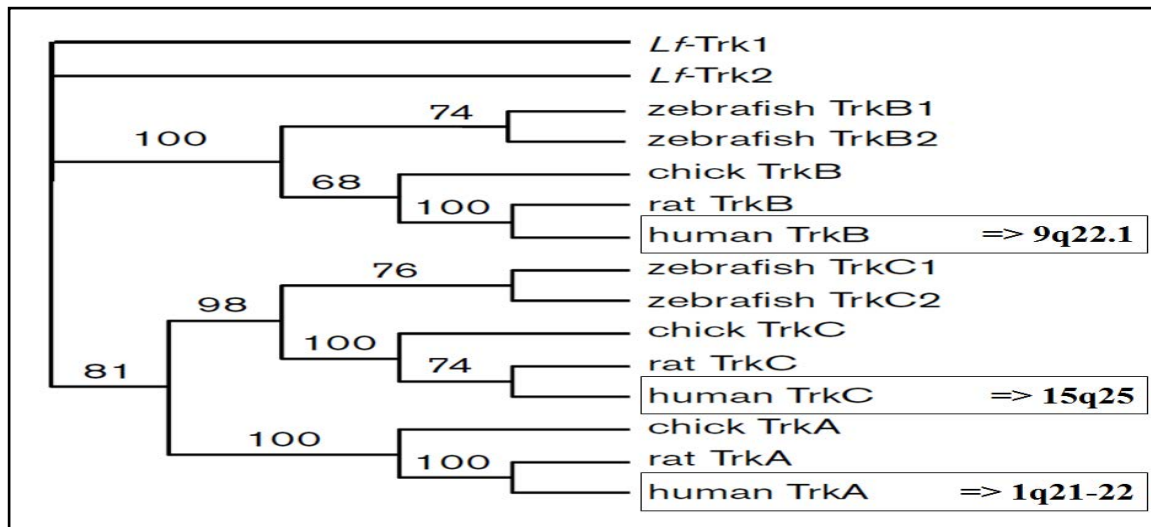 Lf-Trk1
Lf-Trk2
74
zebrafish TrkB1
100
zebrafish TrkB2
68
chick TrkB
100
rat TrkB
human TrkB => 9q22.1
76
zebrafish TrkC1
98
zebrafish TrkC2
100
chick TrkC
81
74
rat TrkC
human TrkC => 15q25
100
chick TrkA
100
rat TrkA
human TrkA => 1q21-22